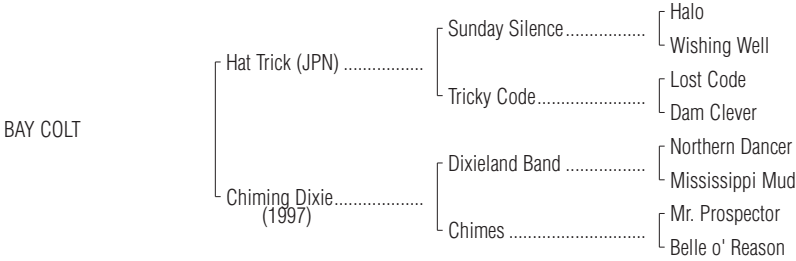 Halo
Sunday Silence.................
Wishing Well
Hat Trick (JPN) .................
Lost Code
Tricky Code.......................
Dam Clever
BAY COLT
Northern Dancer
Dixieland Band .................
Mississippi Mud
Chiming Dixie...................
(1997)
Mr. Prospector
Chimes .............................
Belle o' Reason